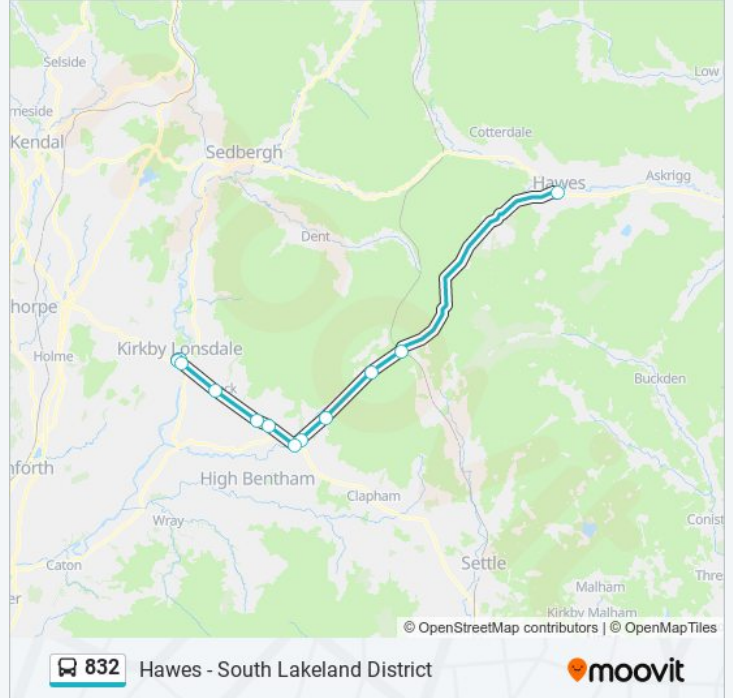 Selside
Low
meside
Kendal
Cotterdale
Sedbergh
Askrigg
Hawes
Dent
horpe
Kirkby Lonsdale
Holme
Buckden
ck
nforth
High Bentham
Clapham
Wray
Conist
Settle
Caton
Thre
Malham
er
Kirkby Malham
© OpenStreetMap contributors | © OpenMapTiles
832 Hawes - South Lakeland District
moovit